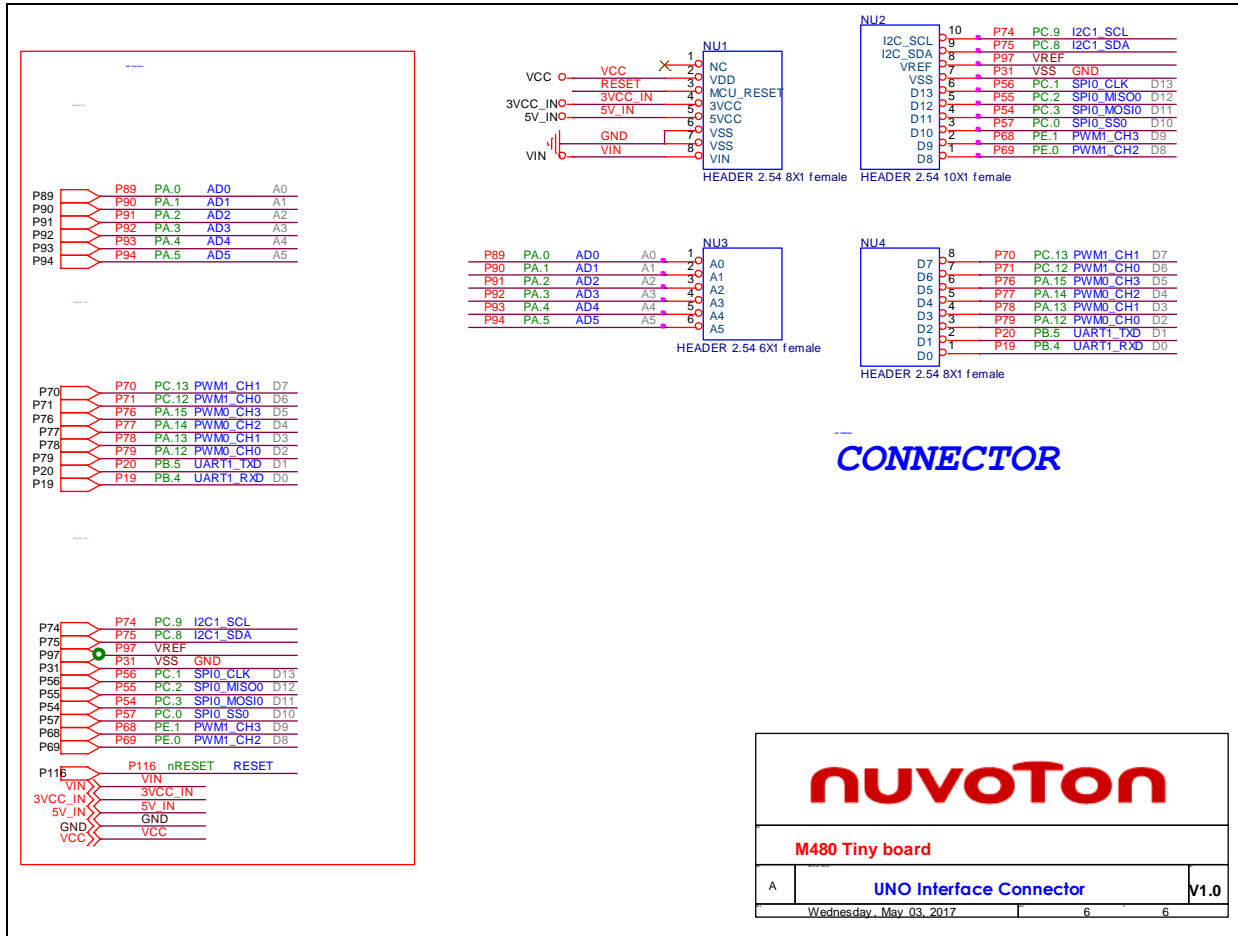 P89 P89 PA.0 AD0 A0
P90 P90 PA.1 AD1 A1
P91 P91 PA.2 AD2 A2
P92 P92 PA.3 AD3 A3
P93 P93 PA.4 AD4 A4
P94 P94 PA.5 AD5 A5
P70 P70 PC.13 PWM1_CH1 D7
P71 P71 PC.12 PWM1_CH0 D6
P76 P76 PA.15 PWM0_CH3 D5
P77 P77 PA.14 PWM0_CH2 D4
P78 P78 PA.13 PWM0_CH1 D3
P79 P79 PA.12 PWM0_CH0 D2
P20 P20 PB.5 UART1_TXD D1
P19 P19 PB.4 UART1_RXD D0
P74 P74 PC.9 I2C1_SCL
P75 P75 PC.8 I2C1_SDA
P97 P97 VREF
P31 P31 VSS GND
P56 P56 PC.1 SPI0_CLK D13
P55 P55 PC.2 SPI0_MISO0 D12
P54 P54 PC.3 SPI0_MOSI0 D11
P57 P57 PC.0 SPI0_SS0 D10
P68 P68 PE.1 PWM1_CH3 D9
P69 P69 PE.0 PWM1_CH2 D8
P116 P116 nRESET RESET
VIN VIN
3VCC_IN 3VCC_IN
5V_IN 5V_IN
GND GND
VCC VCC
NU1
1 NC
VCC VCC 2 VDD
RESET 3 MCU_RESET
3VCC_IN 3VCC_IN 4 3VCC
5V_IN 5V_IN 5 5VCC
6 VSS
GND 7 VSS
VIN VIN 8 VIN
HEADER 2.54 8X1 female
NU2
I2C_SCL 10 P74 PC.9 I2C1_SCL
I2C_SDA 9 P75 PC.8 I2C1_SDA
VREF 8 P97 VREF
VSS 7 P31 VSS GND
D13 6 P56 PC.1 SPI0_CLK D13
D12 5 P55 PC.2 SPI0_MISO0 D12
D11 4 P54 PC.3 SPI0_MOSI0 D11
D10 3 P57 PC.0 SPI0_SS0 D10
D9 2 P68 PE.1 PWM1_CH3 D9
D8 1 P69 PE.0 PWM1_CH2 D8
HEADER 2.54 10X1 female
NU3
P89 PA.0 AD0 A0 1 A0
P90 PA.1 AD1 A1 2 A1
P91 PA.2 AD2 A2 3 A2
P92 PA.3 AD3 A3 4 A3
P93 PA.4 AD4 A4 5 A4
P94 PA.5 AD5 A5 6 A5
HEADER 2.54 6X1 female
NU4
D7 8 P70 PC.13 PWM1_CH1 D7
D6 7 P71 PC.12 PWM1_CH0 D6
D5 6 P76 PA.15 PWM0_CH3 D5
D4 5 P77 PA.14 PWM0_CH2 D4
D3 4 P78 PA.13 PWM0_CH1 D3
D2 3 P79 PA.12 PWM0_CH0 D2
D1 2 P20 PB.5 UART1_TXD D1
D0 1 P19 PB.4 UART1_RXD D0
HEADER 2.54 8X1 female
CONNECTOR
nuvoTon
M480 Tiny board
A UNO Interface Connector V1.0
Wednesday, May 03, 2017 6 6